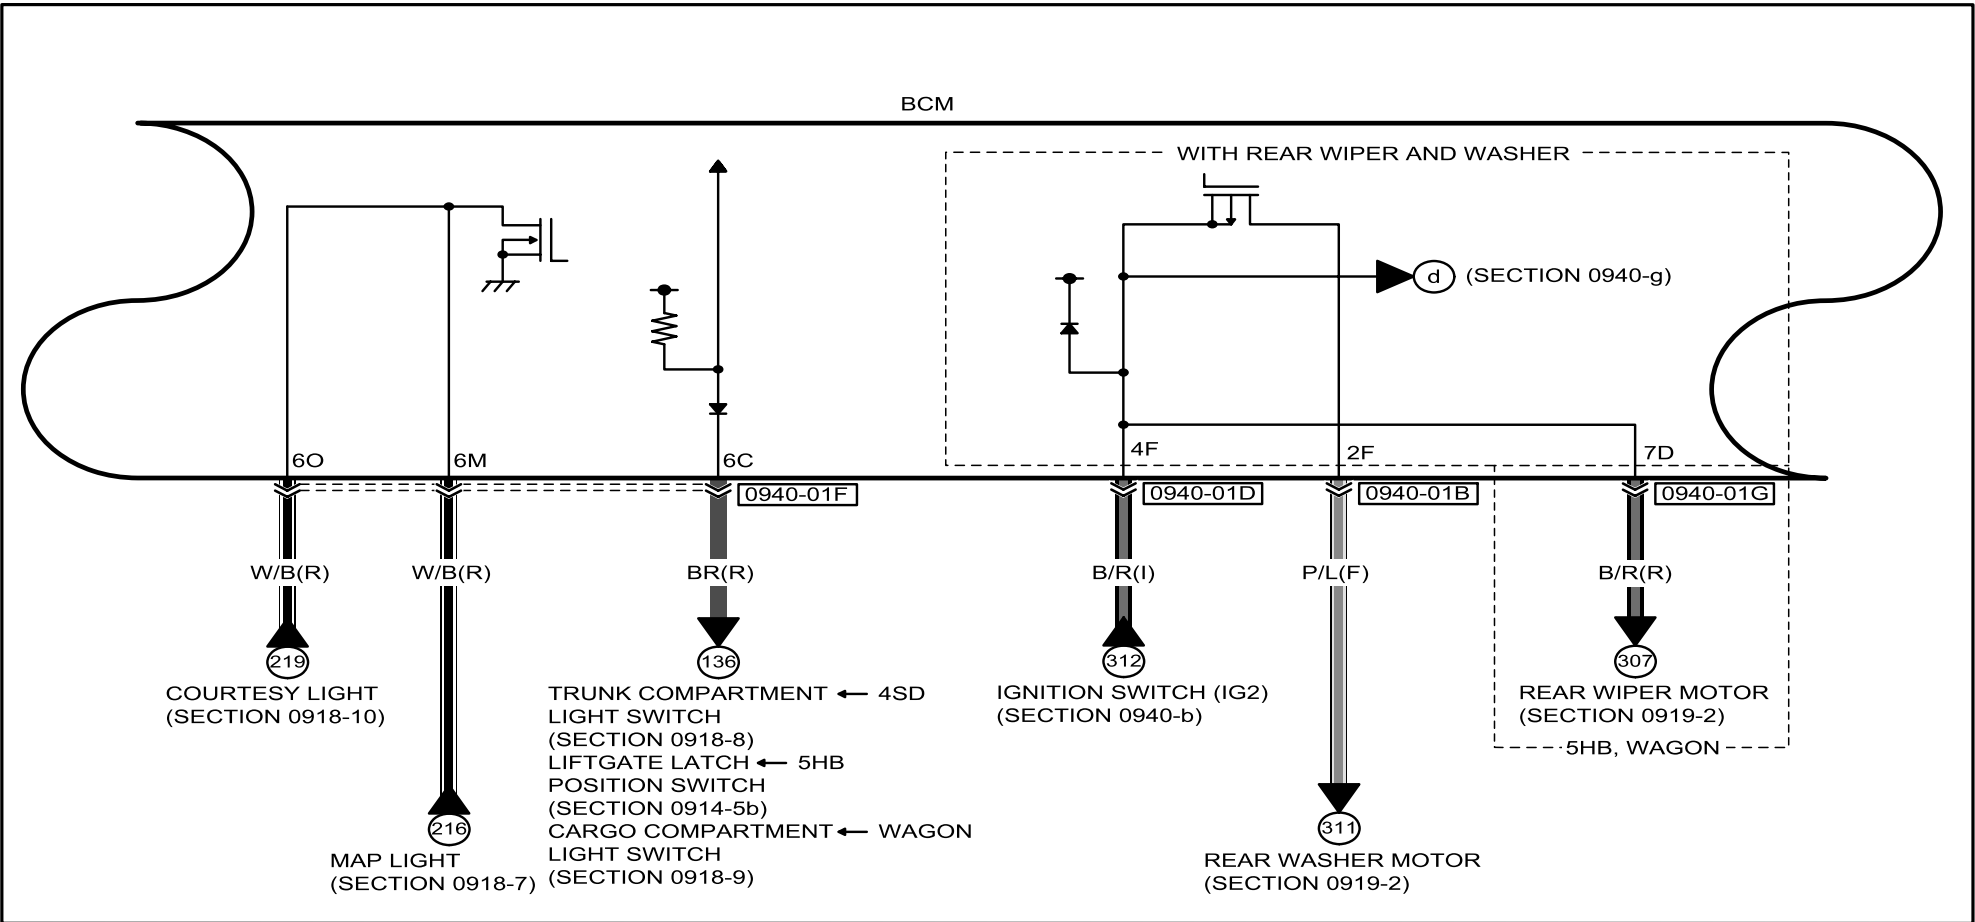 BCM
WITH REAR WIPER AND WASHER
d (SECTION 0940-g)
6O
6M
6C
4F
2F
7D
0940-01F
0940-01D
0940-01B
0940-01G
W/B(R)
W/B(R)
BR(R)
B/R(I)
P/L(F)
B/R(R)
219
COURTESY LIGHT
(SECTION 0918-10)
216
MAP LIGHT
(SECTION 0918-7)
136
TRUNK COMPARTMENT ← 4SD
LIGHT SWITCH
(SECTION 0918-8)
LIFTGATE LATCH ← 5HB
POSITION SWITCH
(SECTION 0914-5b)
CARGO COMPARTMENT ← WAGON
LIGHT SWITCH
(SECTION 0918-9)
312
IGNITION SWITCH (IG2)
(SECTION 0940-b)
311
REAR WASHER MOTOR
(SECTION 0919-2)
307
REAR WIPER MOTOR
(SECTION 0919-2)
5HB, WAGON